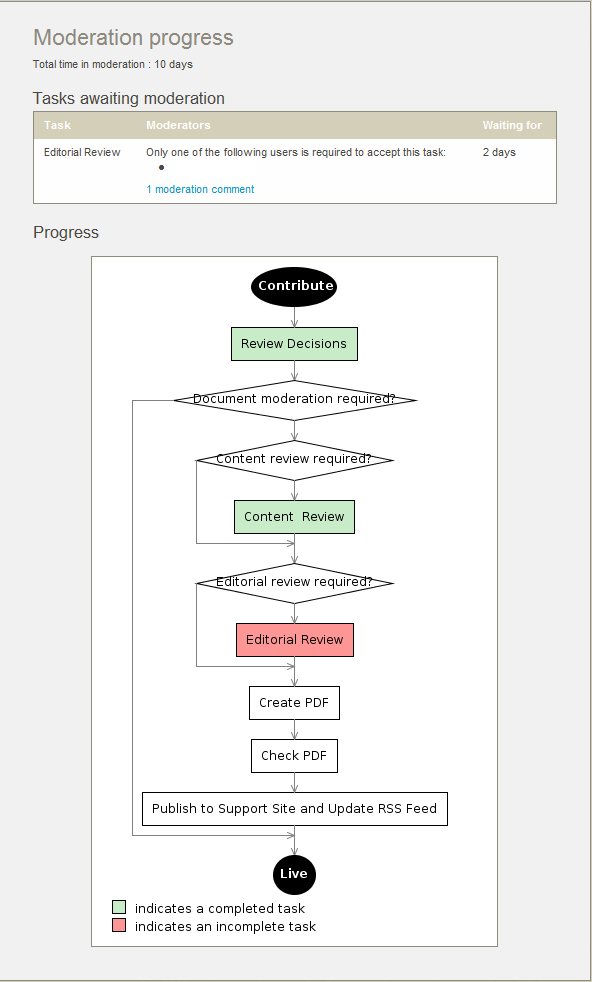 Moderation progress
Total time in moderation : 10 days
Tasks awaiting moderation
Task Moderators Waiting for
Editorial Review Only one of the following users is required to accept this task: 2 days
•
1 moderation comment
Progress
Contribute
Review Decisions
Document moderation required?
Content review required?
Content  Review
Editorial review required?
Editorial Review
Create PDF
Check PDF
Publish to Support Site and Update RSS Feed
Live
indicates a completed task
indicates an incomplete task